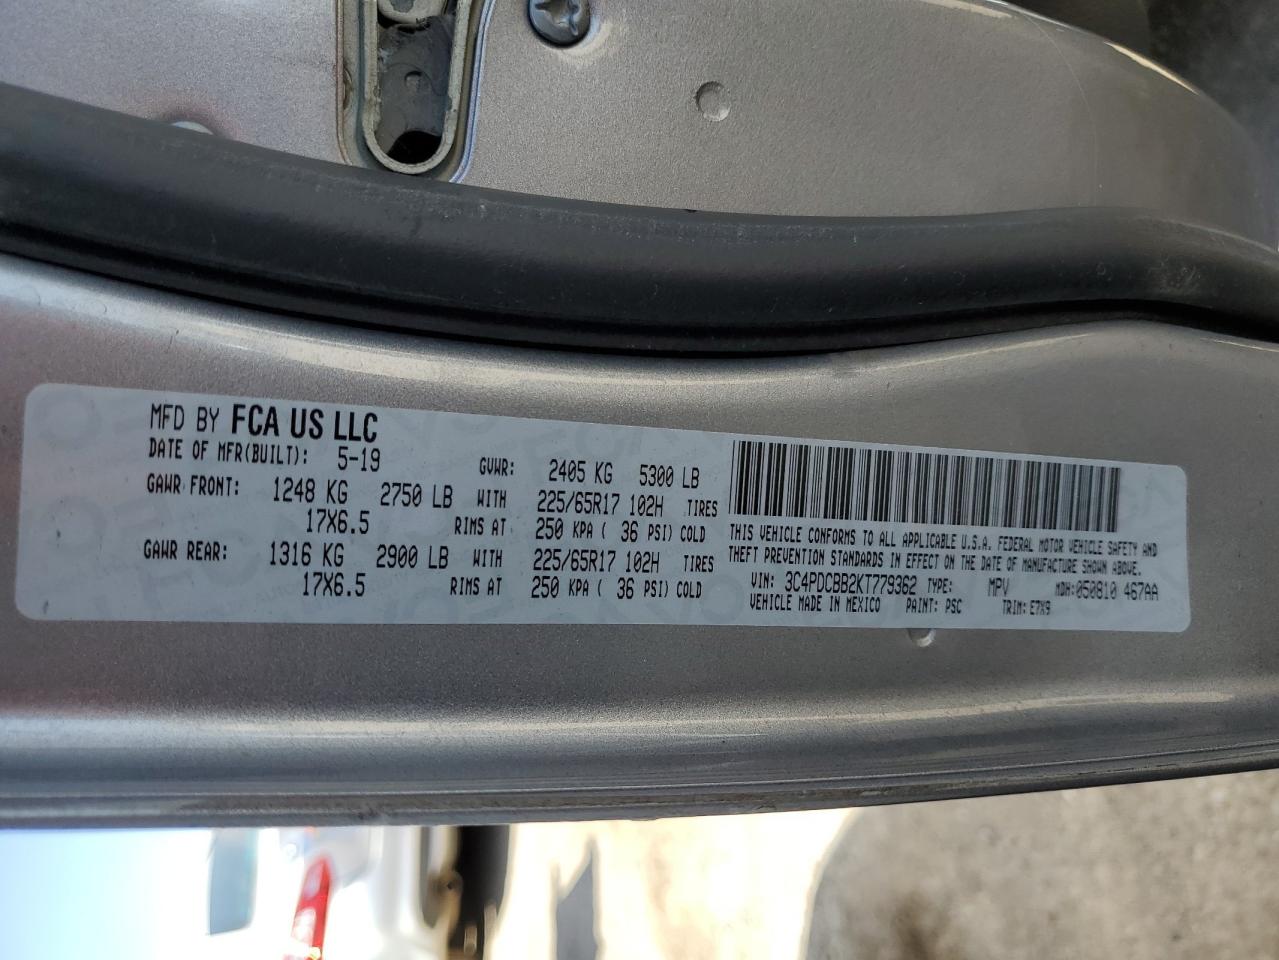 MFD BY FCA US LLC
DATE OF MFR(BUILT): 5-19 GVWR: 2405 KG 5300 LB
GAWR FRONT: 1248 KG 2750 LB WITH 225/65R17 102H TIRES
17X6.5 RIMS AT 250 KPA ( 36 PSI) COLD
GAWR REAR: 1316 KG 2900 LB WITH 225/65R17 102H TIRES
17X6.5 RIMS AT 250 KPA ( 36 PSI) COLD
THIS VEHICLE CONFORMS TO ALL APPLICABLE U.S.A. FEDERAL MOTOR VEHICLE SAFETY AND
THEFT PREVENTION STANDARDS IN EFFECT ON THE DATE OF MANUFACTURE SHOWN ABOVE.
VIN: 3C4PDCBB2KT779362 TYPE: MPV MDH:050810 467AA
VEHICLE MADE IN MEXICO PAINT: PSC TRIM: E7X9